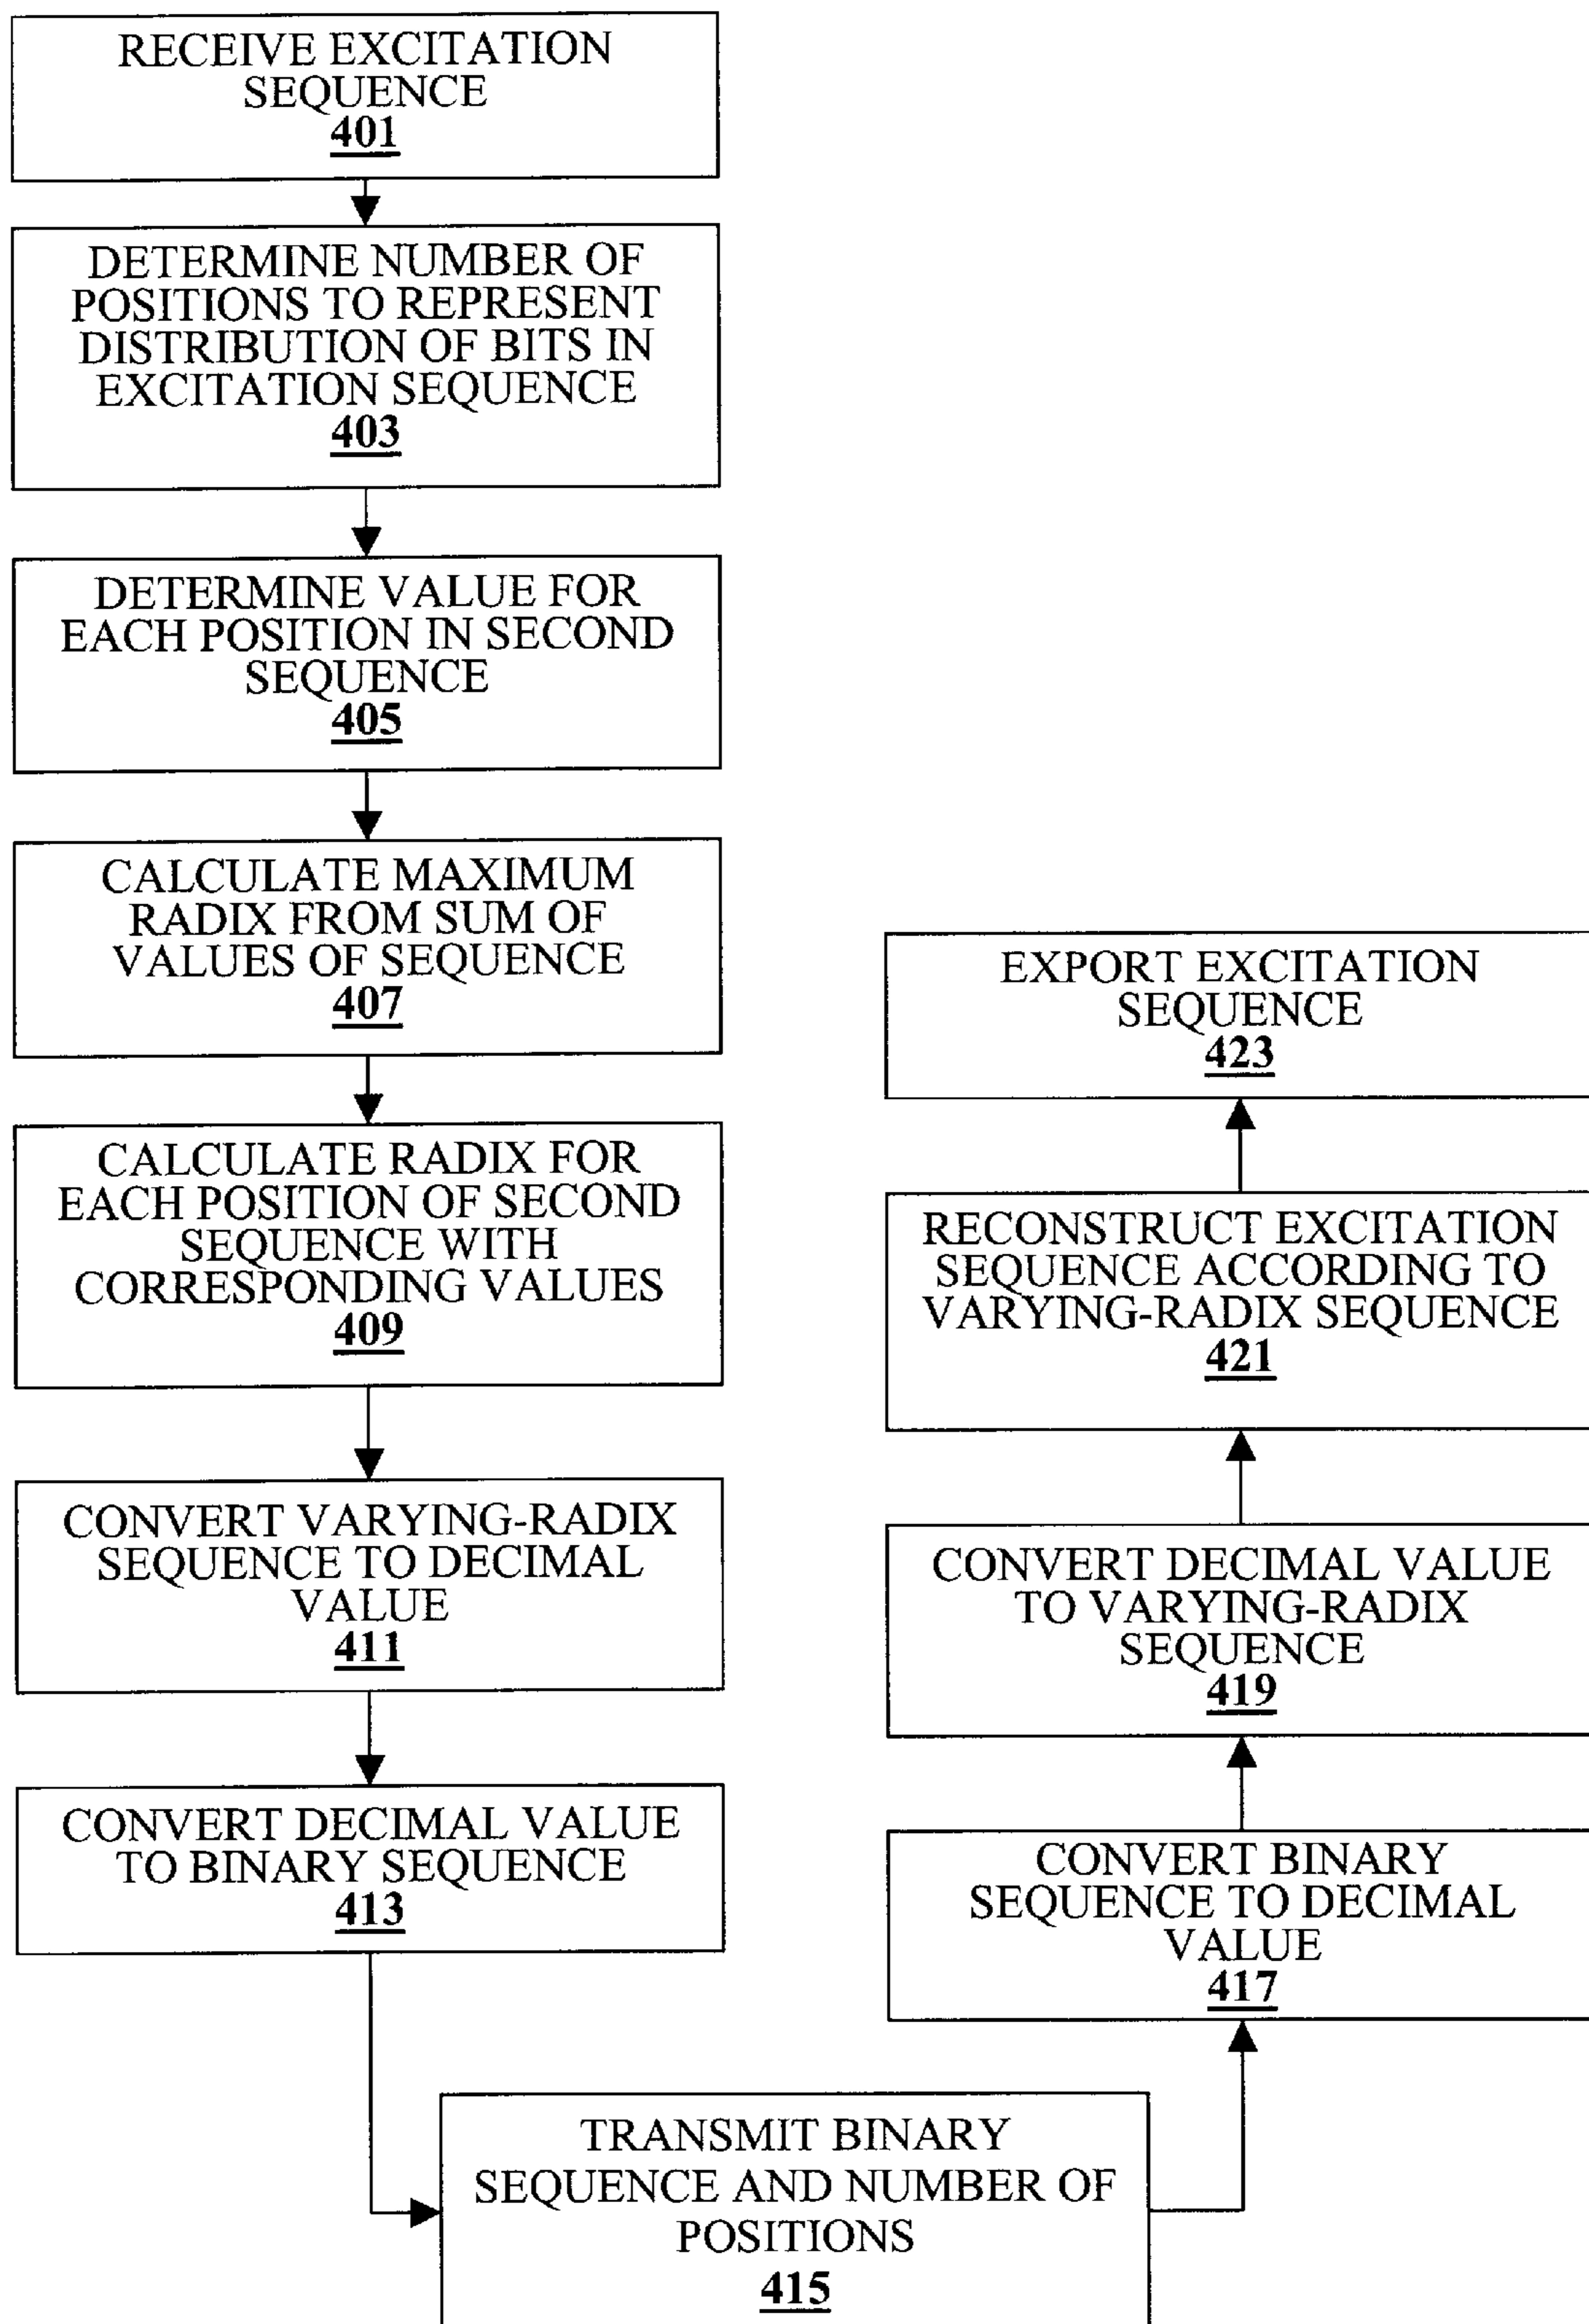 RECEIVE EXCITATION
SEQUENCE
401
DETERMINE NUMBER OF
POSITIONS TO REPRESENT
DISTRIBUTION OF BITS IN
EXCITATION SEQUENCE
403
DETERMINE VALUE FOR
EACH POSITION IN SECOND
SEQUENCE
405
CALCULATE MAXIMUM
RADIX FROM SUM OF
VALUES OF SEQUENCE
407
CALCULATE RADIX FOR
EACH POSITION OF SECOND
SEQUENCE WITH
CORRESPONDING VALUES
409
CONVERT VARYING-RADIX
SEQUENCE TO DECIMAL
VALUE
411
CONVERT DECIMAL VALUE
TO BINARY SEQUENCE
413
TRANSMIT BINARY
SEQUENCE AND NUMBER OF
POSITIONS
415
CONVERT BINARY
SEQUENCE TO DECIMAL
VALUE
417
CONVERT DECIMAL VALUE
TO VARYING-RADIX
SEQUENCE
419
RECONSTRUCT EXCITATION
SEQUENCE ACCORDING TO
VARYING-RADIX SEQUENCE
421
EXPORT EXCITATION
SEQUENCE
423